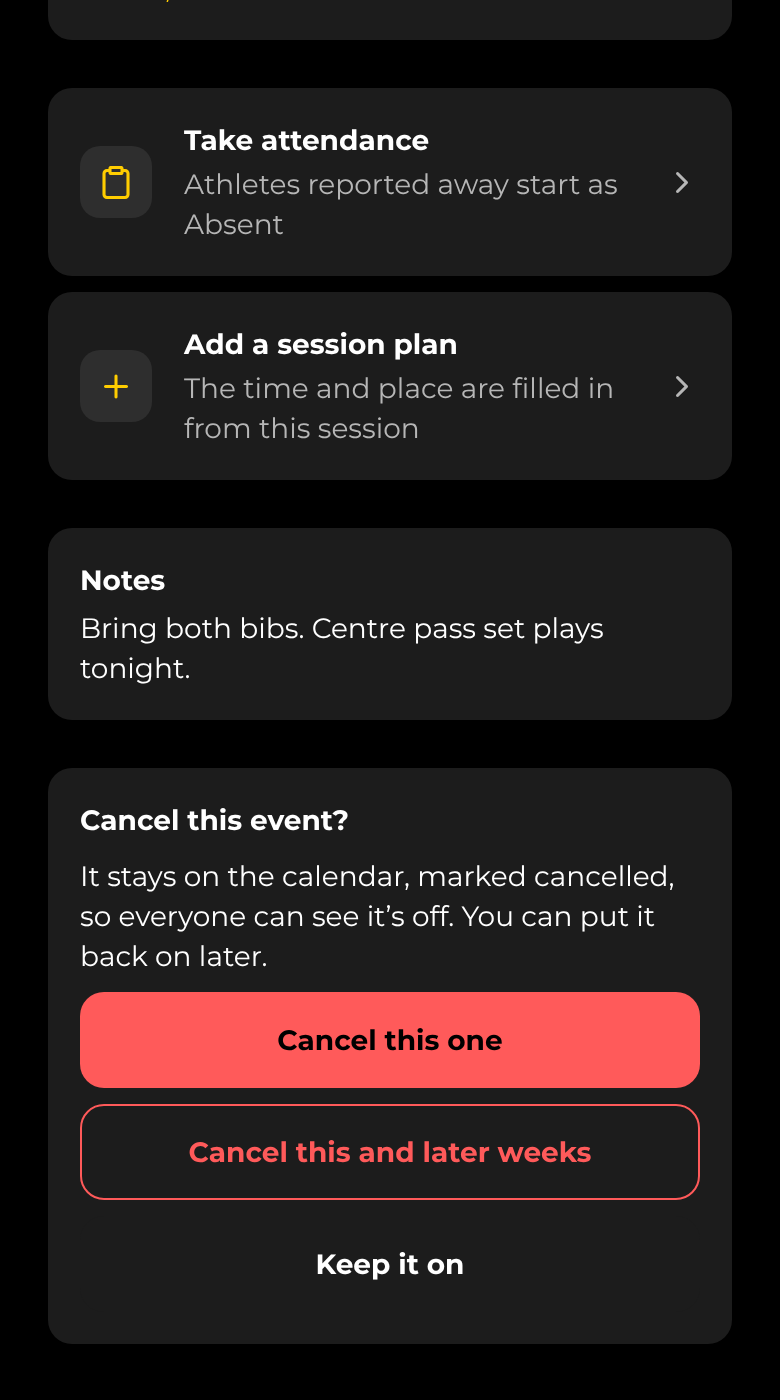 Take attendance
Athletes reported away start as
Absent
Add a session plan
The time and place are filled in
from this session
Notes
Bring both bibs. Centre pass set plays
tonight.
Cancel this event?
It stays on the calendar, marked cancelled,
so everyone can see it’s off. You can put it
back on later.
Cancel this one
Cancel this and later weeks
Keep it on